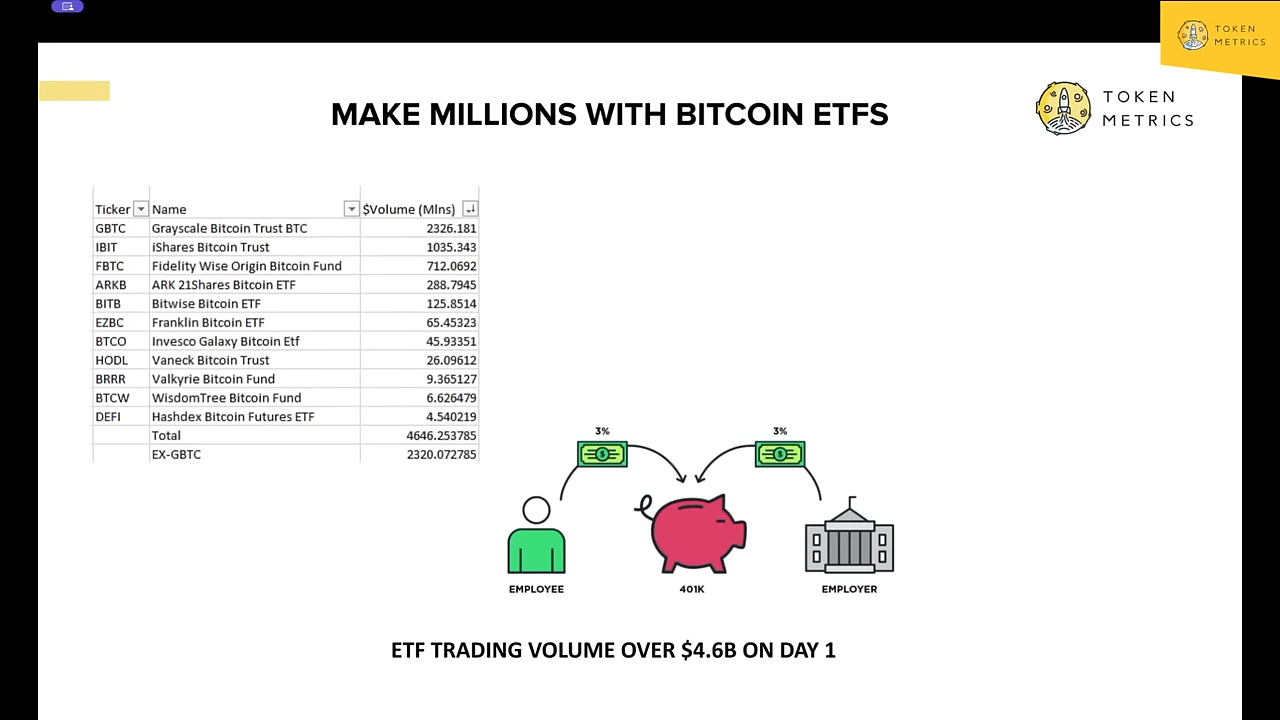 TOKEN
METRICS
MAKE MILLIONS WITH BITCOIN ETFS
TOKEN
METRICS
Ticker Name $Volume (Mlns)
GBTC Grayscale Bitcoin Trust BTC 2326.181
IBIT iShares Bitcoin Trust 1035.343
FBTC Fidelity Wise Origin Bitcoin Fund 712.0692
ARKB ARK 21Shares Bitcoin ETF 288.7945
BITB Bitwise Bitcoin ETF 125.8514
EZBC Franklin Bitcoin ETF 65.45323
BTCO Invesco Galaxy Bitcoin Etf 45.93351
HODL Vaneck Bitcoin Trust 26.09612
BRRR Valkyrie Bitcoin Fund 9.365127
BTCW WisdomTree Bitcoin Fund 6.626479
DEFI Hashdex Bitcoin Futures ETF 4.540219
Total 4646.253785
EX-GBTC 2320.072785
3% 3%
$ $
EMPLOYEE 401K EMPLOYER
ETF TRADING VOLUME OVER $4.6B ON DAY 1